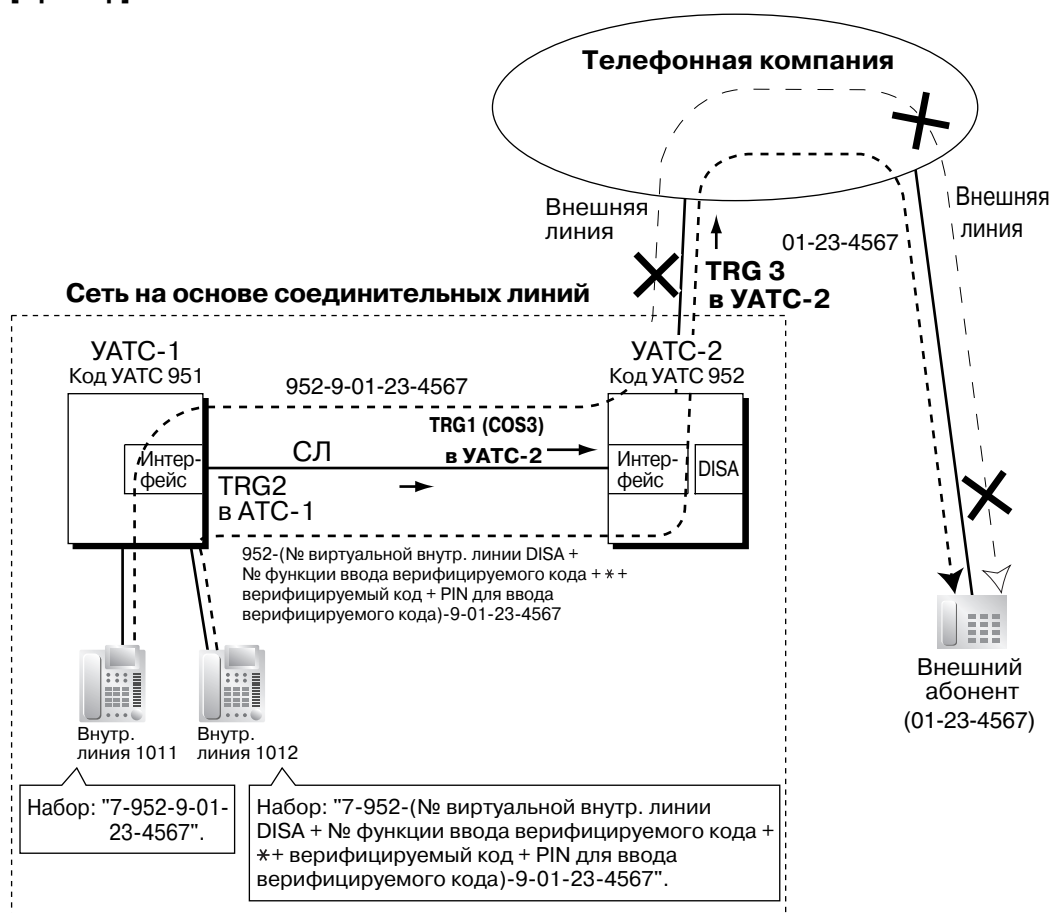 Телефонная компания
Внешняя
линия
Внешняя
линия
01-23-4567
TRG 3
в УАТС-2
Сеть на основе соединительных линий
УАТС-1
Код УАТС 951
УАТС-2
Код УАТС 952
952-9-01-23-4567
TRG1 (COS3)
в УАТС-2
СЛ
Интер-
фейс
Интер-
фейс
DISA
TRG2
в АТС-1
952-(№ виртуальной внутр. линии DISA +
№ функции ввода верифицируемого кода + * +
верифицируемый код + PIN для ввода
верифицируемого кода)-9-01-23-4567
Внешний
абонент
(01-23-4567)
Внутр.
линия 1011
Внутр.
линия 1012
Набор: "7-952-9-01-
23-4567".
Набор: "7-952-(№ виртуальной внутр. линии
DISA + № функции ввода верифицируемого кода +
*+ верифицируемый код + PIN для ввода
верифицируемого кода)-9-01-23-4567".